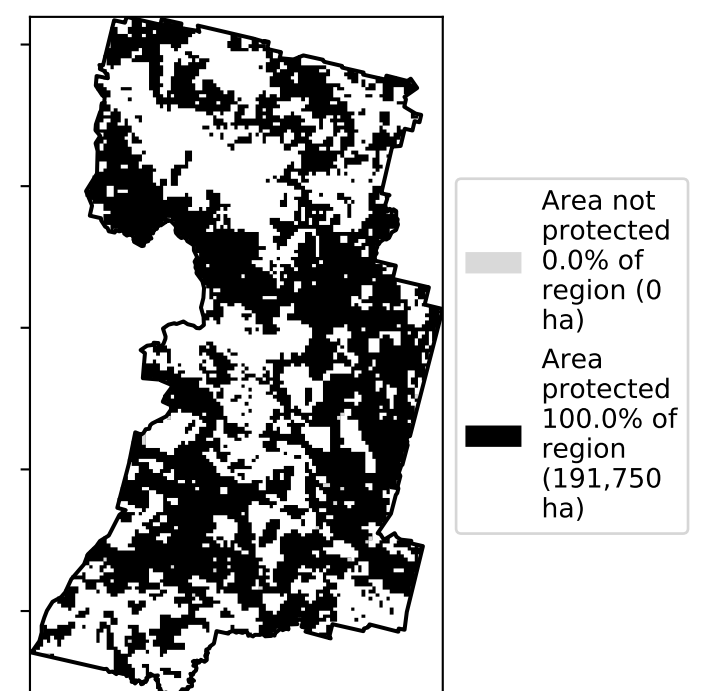 Area not
protected
0.0% of
region (0
ha)
Area
protected
100.0% of
region
(191,750
ha)